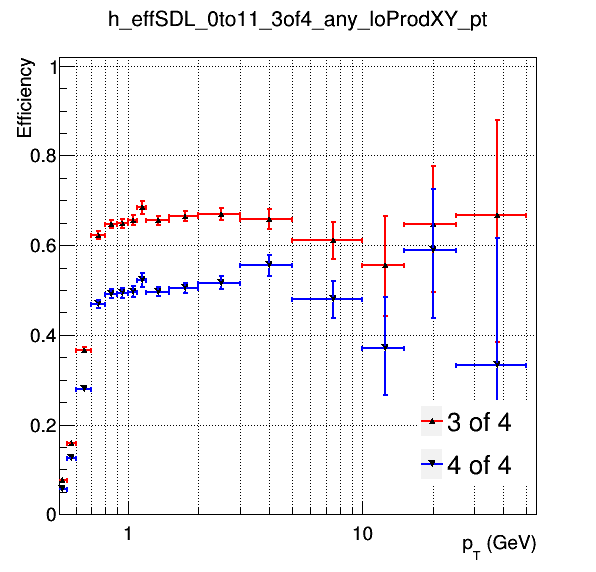 h_effSDL_0to11_3of4_any_loProdXY_pt
Efficiency
1
0.8
0.6
0.4
0.2
0
1
10
p_T (GeV)
3 of 4
4 of 4